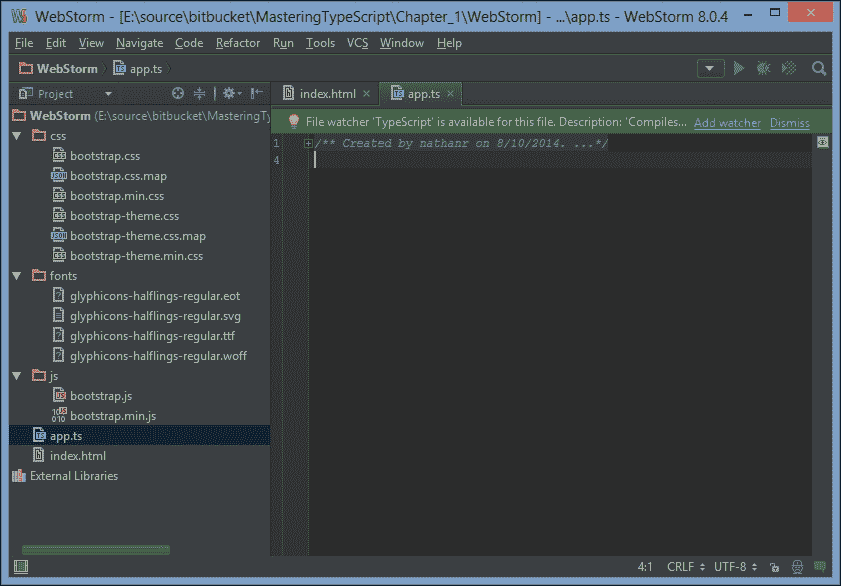 WebStorm - [E:\source\bitbucket\MasteringTypeScript\Chapter_1\WebStorm] - ...\app.ts - WebStorm 8.0.4
File Edit View Navigate Code Refactor Run Tools VCS Window Help
WebStorm app.ts
Project
index.html app.ts
WebStorm (E:\source\bitbucket\MasteringTy
File watcher 'TypeScript' is available for this file. Description: 'Compiles... Add watcher Dismiss
1 /** Created by nathanr on 8/10/2014. ...*/
4
css
bootstrap.css
bootstrap.css.map
bootstrap.min.css
bootstrap-theme.css
bootstrap-theme.css.map
bootstrap-theme.min.css
fonts
glyphicons-halflings-regular.eot
glyphicons-halflings-regular.svg
glyphicons-halflings-regular.ttf
glyphicons-halflings-regular.woff
js
bootstrap.js
bootstrap.min.js
app.ts
index.html
External Libraries
4:1 CRLF UTF-8